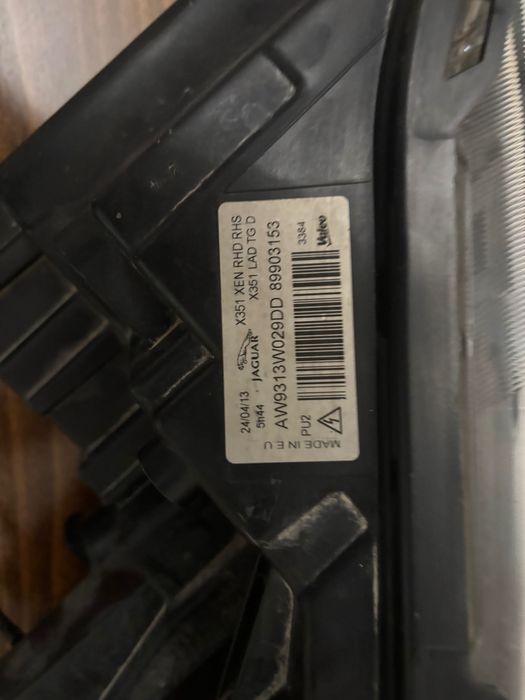 24/04/13 JAGUAR X351 XEN RHD RHS
5h44 X351 LAD TG D
AW9313W029DD 89903153
PU2 3384
MADE IN E U Valeo